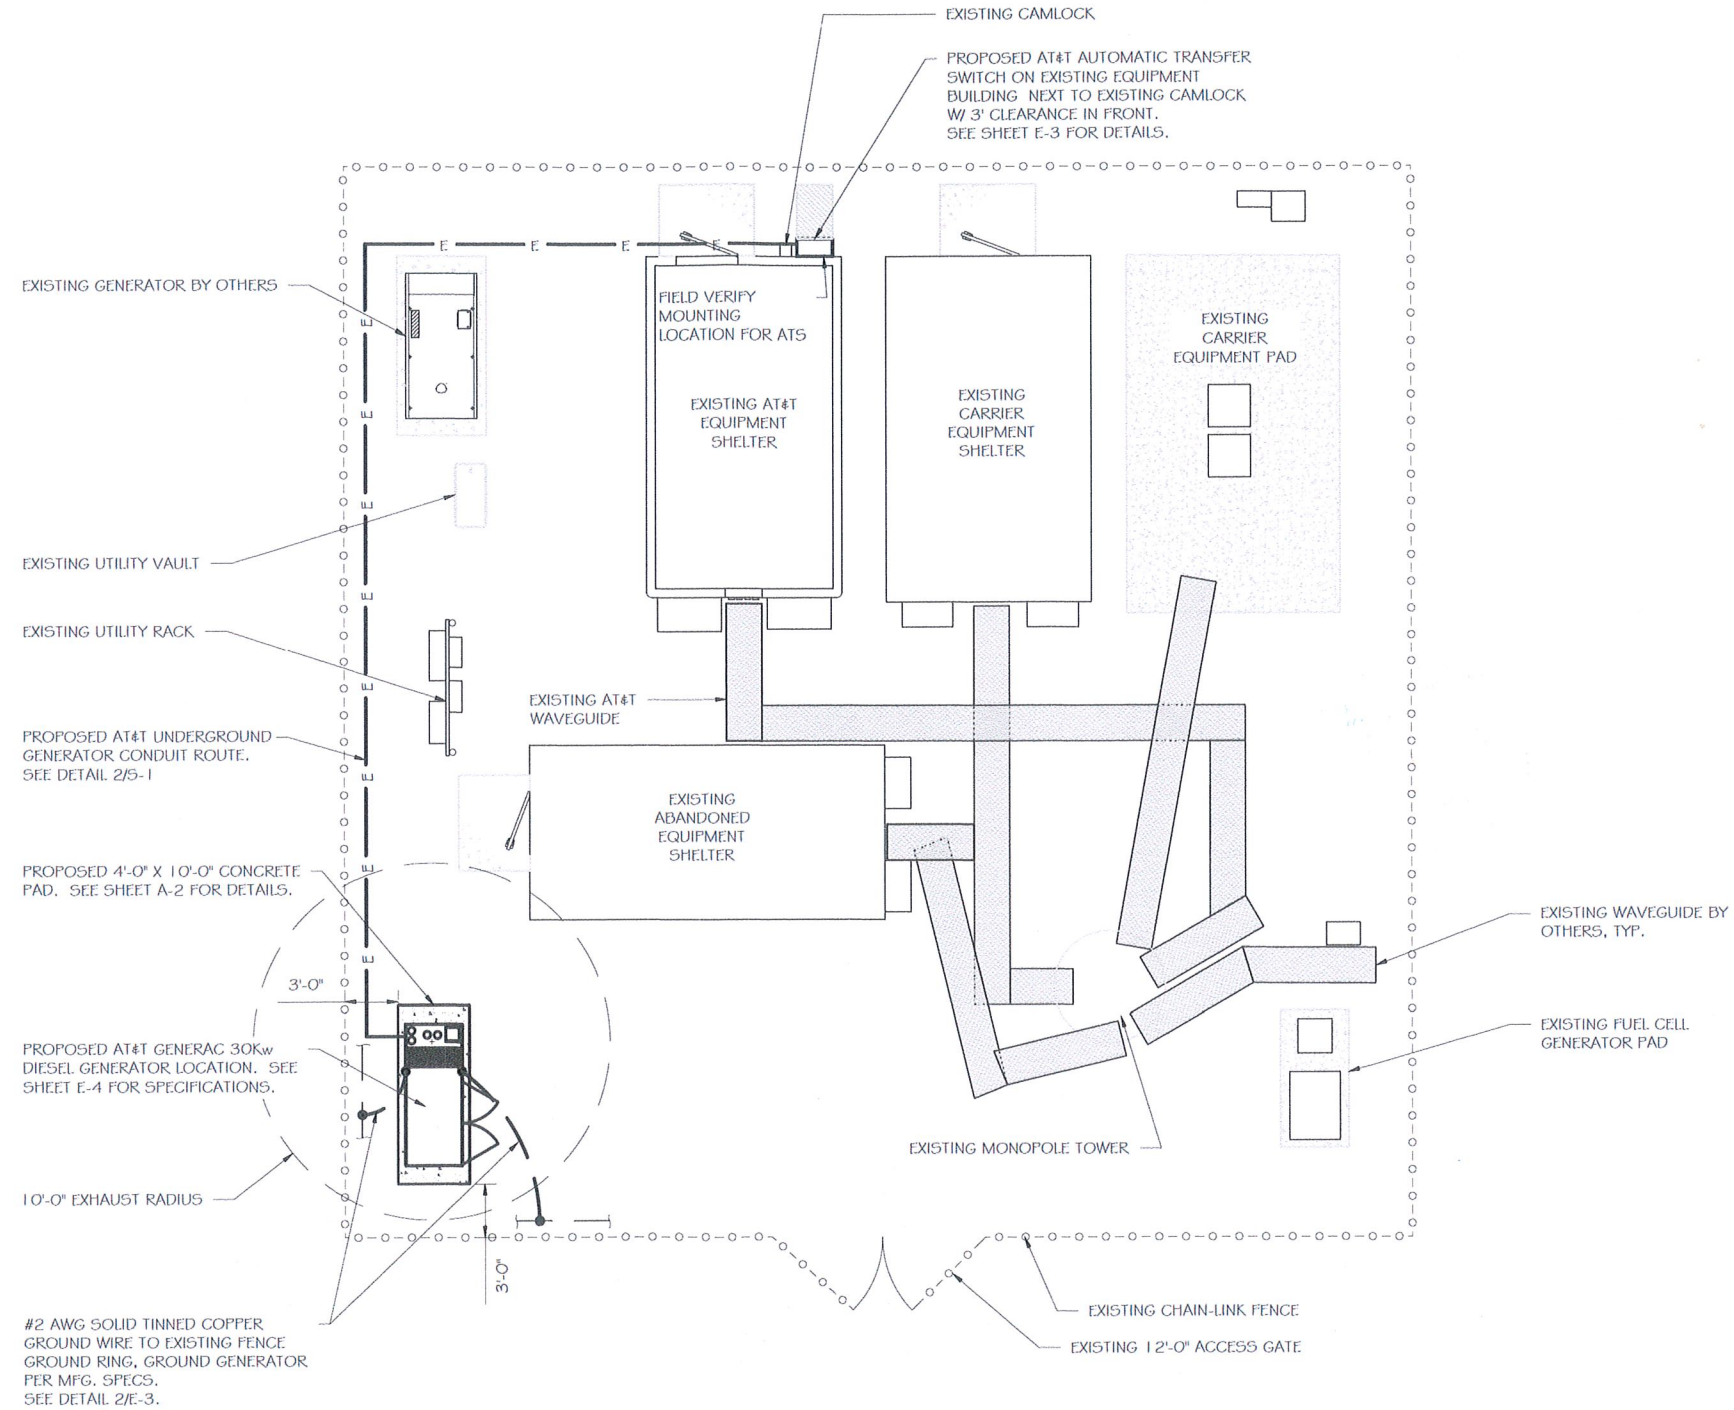 EXISTING CAMLOCK
PROPOSED AT&T AUTOMATIC TRANSFER
SWITCH ON EXISTING EQUIPMENT
BUILDING NEXT TO EXISTING CAMLOCK
W/ 3' CLEARANCE IN FRONT.
SEE SHEET E-3 FOR DETAILS.
E E E E
EXISTING GENERATOR BY OTHERS
FIELD VERIFY
MOUNTING
LOCATION FOR ATS
EXISTING
CARRIER
EQUIPMENT PAD
E
EXISTING AT&T
EQUIPMENT
SHELTER
EXISTING
CARRIER
EQUIPMENT
SHELTER
E
E
EXISTING UTILITY VAULT
E
EXISTING UTILITY RACK
E
EXISTING AT&T
WAVEGUIDE
PROPOSED AT&T UNDERGROUND
GENERATOR CONDUIT ROUTE.
SEE DETAIL 2/S-1
E
EXISTING
ABANDONED
EQUIPMENT
SHELTER
E
PROPOSED 4'-0" X 10'-0" CONCRETE
PAD. SEE SHEET A-2 FOR DETAILS.
EXISTING WAVEGUIDE BY
OTHERS, TYP.
E
3'-0"
EXISTING FUEL CELL
GENERATOR PAD
PROPOSED AT&T GENERAC 30Kw
DIESEL GENERATOR LOCATION. SEE
SHEET E-4 FOR SPECIFICATIONS.
EXISTING MONOPOLE TOWER
10'-0" EXHAUST RADIUS
3'-0"
EXISTING CHAIN-LINK FENCE
EXISTING 12'-0" ACCESS GATE
#2 AWG SOLID TINNED COPPER
GROUND WIRE TO EXISTING FENCE
GROUND RING, GROUND GENERATOR
PER MFG. SPECS.
SEE DETAIL 2/E-3.